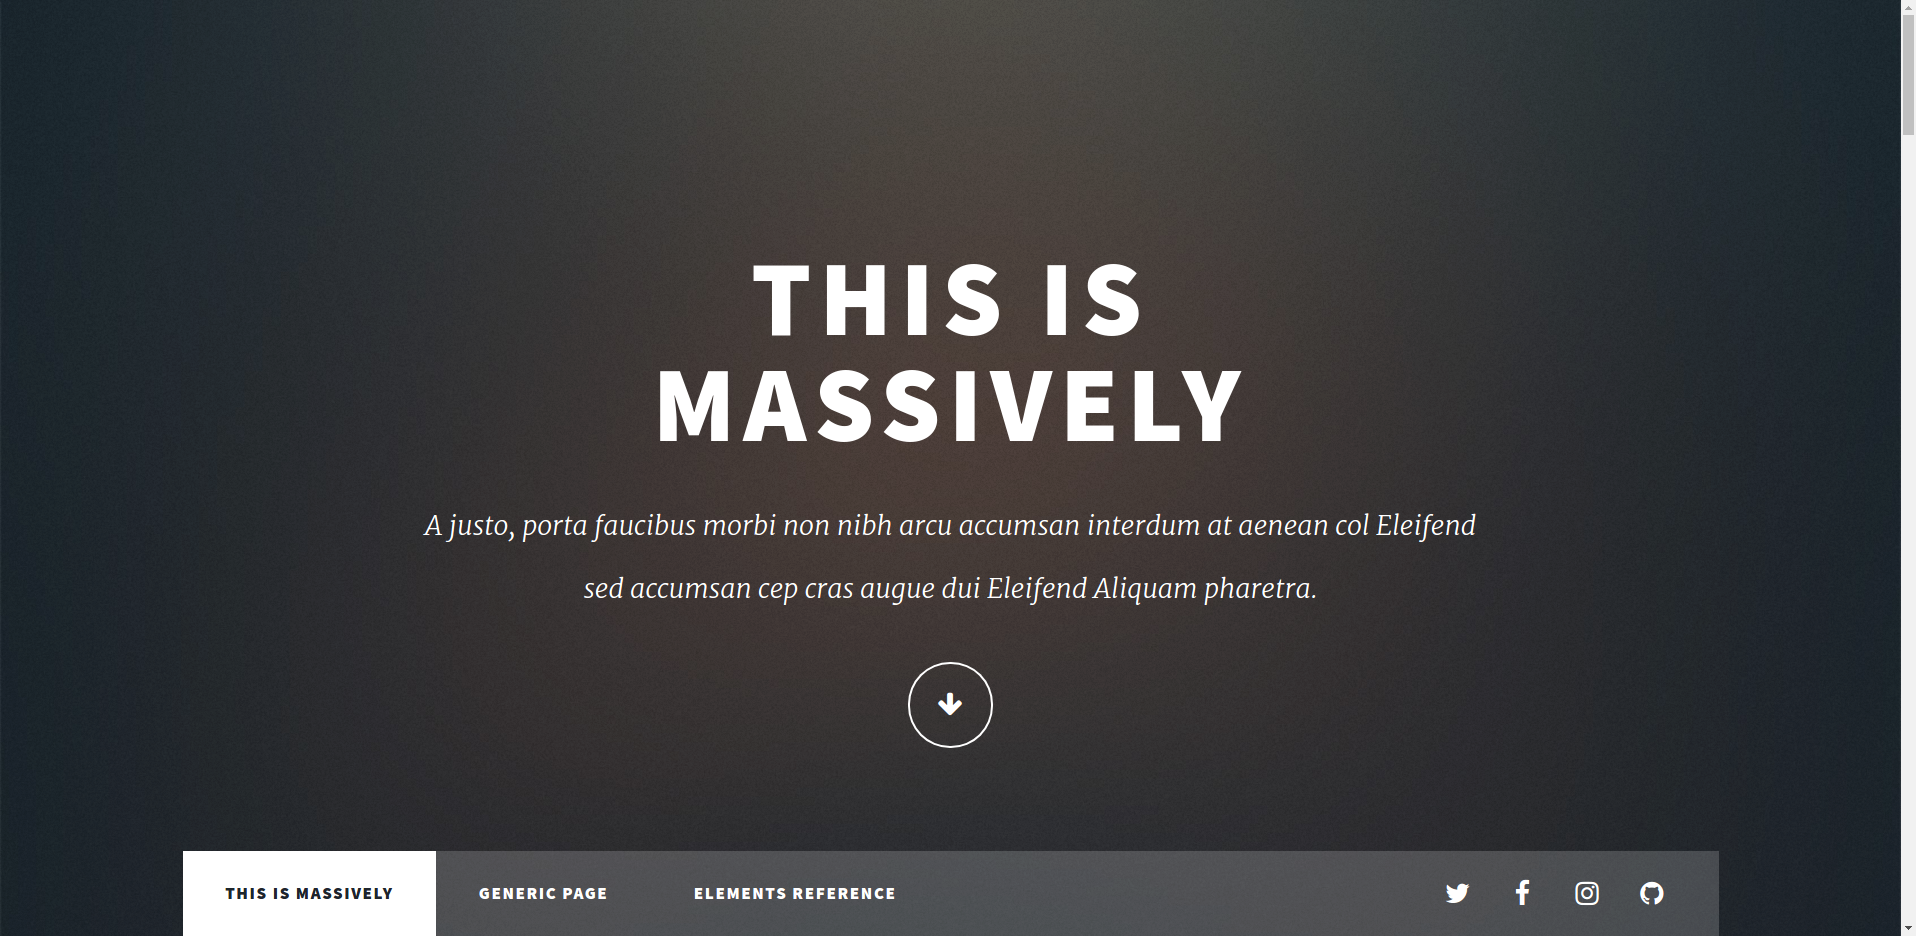 THIS IS
MASSIVELY
A justo, porta faucibus morbi non nibh arcu accumsan interdum at aenean col Eleifend
sed accumsan cep cras augue dui Eleifend Aliquam pharetra.
THIS IS MASSIVELY
GENERIC PAGE
ELEMENTS REFERENCE